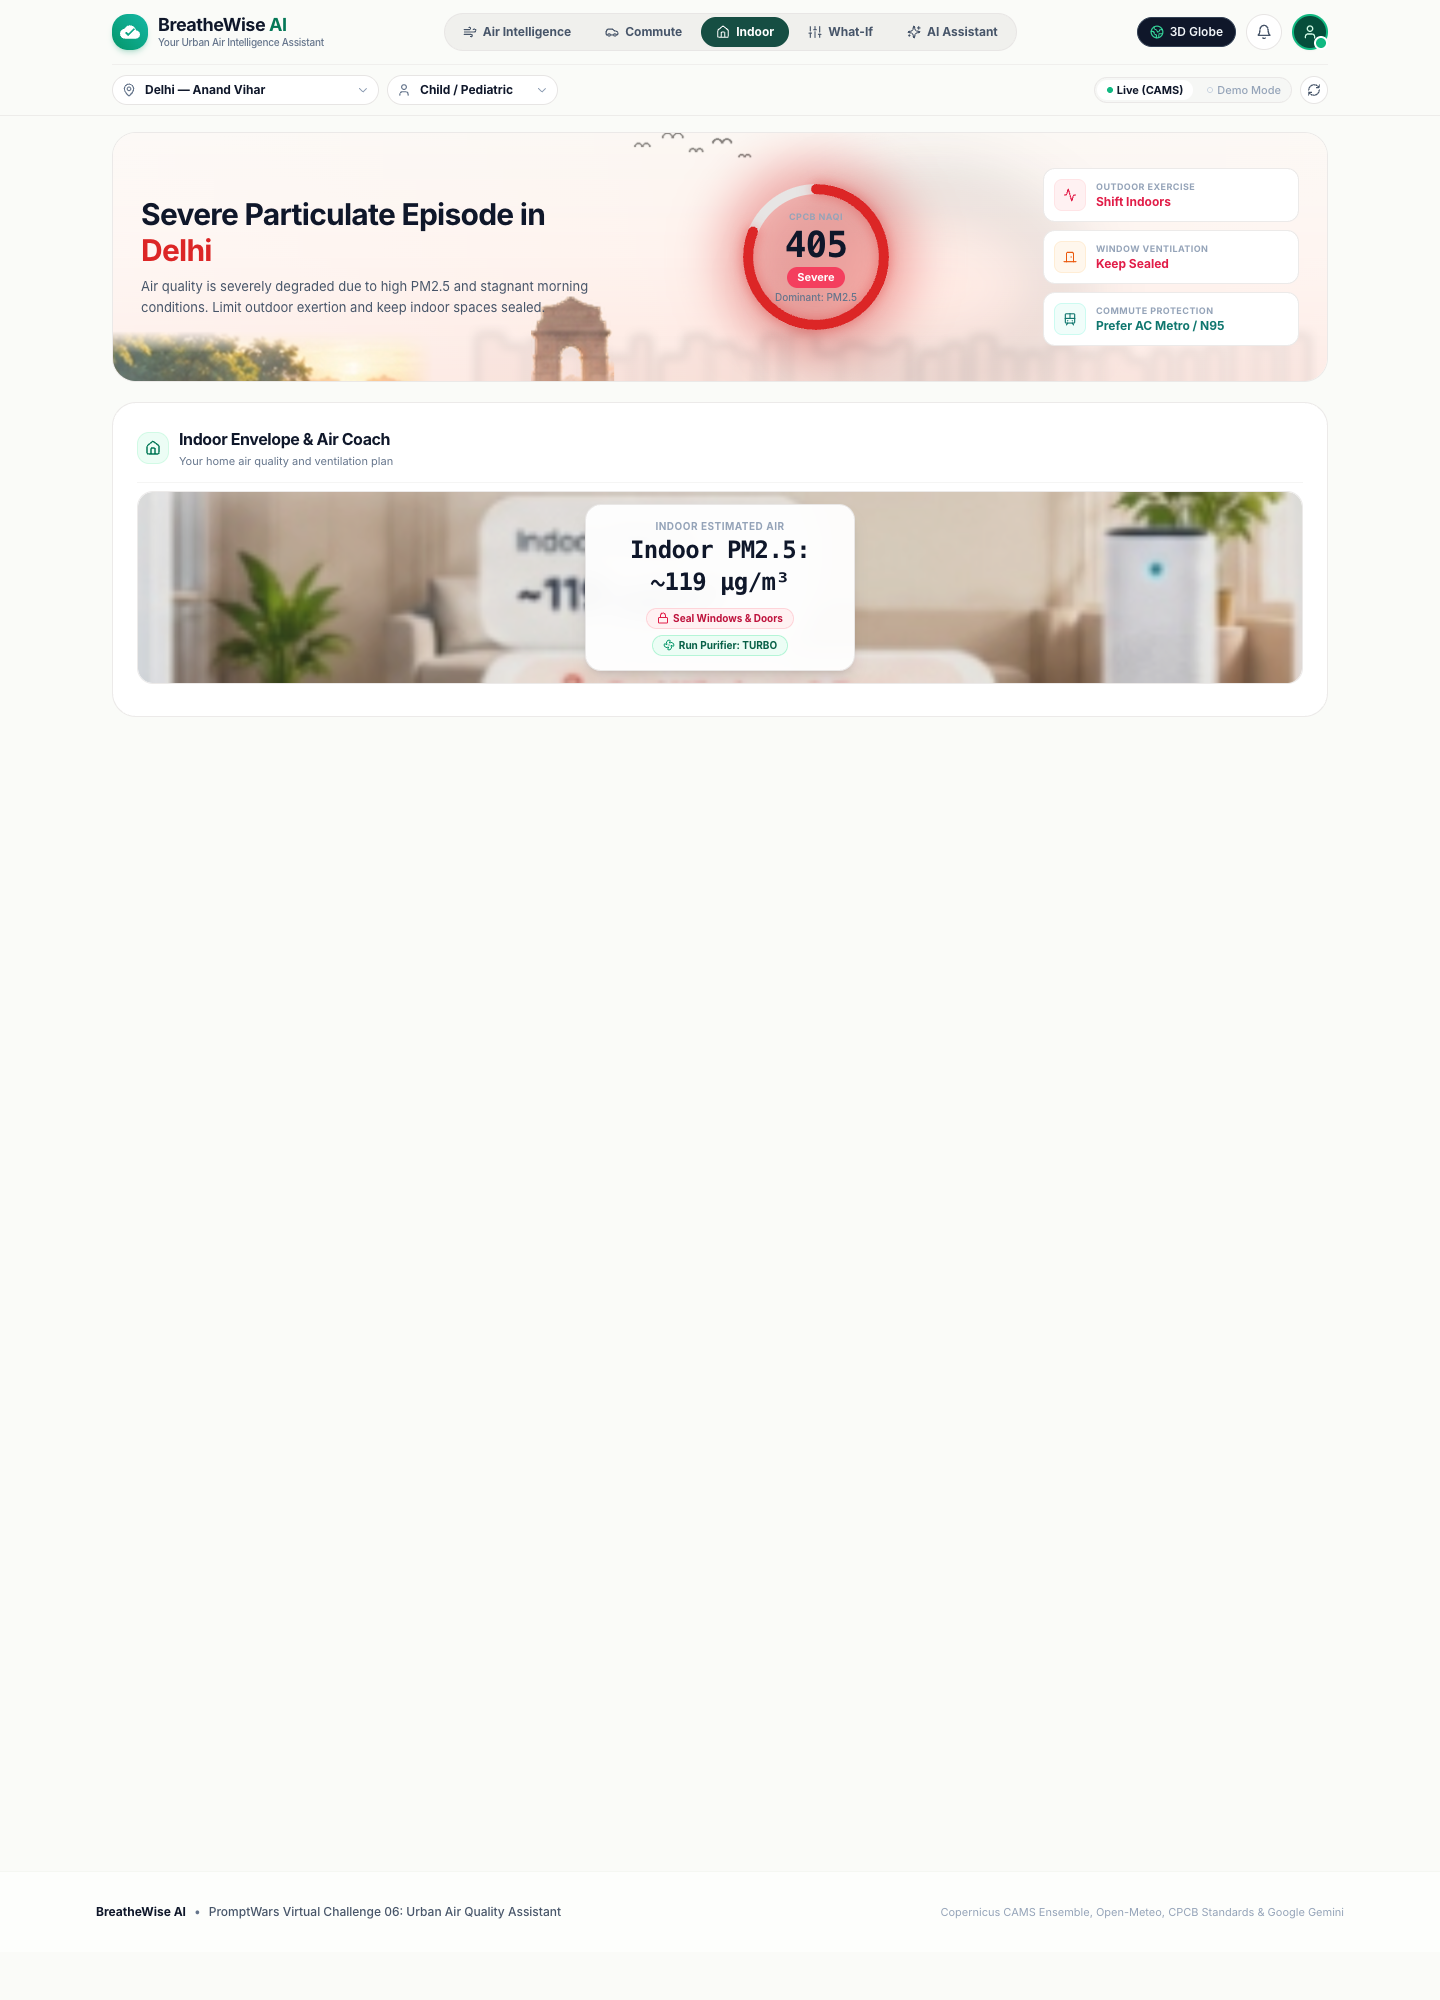 BreatheWise AI
Your Urban Air Intelligence Assistant
Air Intelligence
Commute
Indoor
What-If
AI Assistant
3D Globe
Delhi — Anand Vihar
Child / Pediatric
Live (CAMS)
Demo Mode
Severe Particulate Episode in
Delhi
Air quality is severely degraded due to high PM2.5 and stagnant morning
conditions. Limit outdoor exertion and keep indoor spaces sealed.
CPCB NAQI
405
Severe
Dominant: PM2.5
OUTDOOR EXERCISE
Shift Indoors
WINDOW VENTILATION
Keep Sealed
COMMUTE PROTECTION
Prefer AC Metro / N95
Indoor Envelope & Air Coach
Your home air quality and ventilation plan
INDOOR ESTIMATED AIR
Indoor PM2.5:
~119 µg/m³
Seal Windows & Doors
Run Purifier: TURBO
BreatheWise AI • PromptWars Virtual Challenge 06: Urban Air Quality Assistant
Copernicus CAMS Ensemble, Open-Meteo, CPCB Standards & Google Gemini